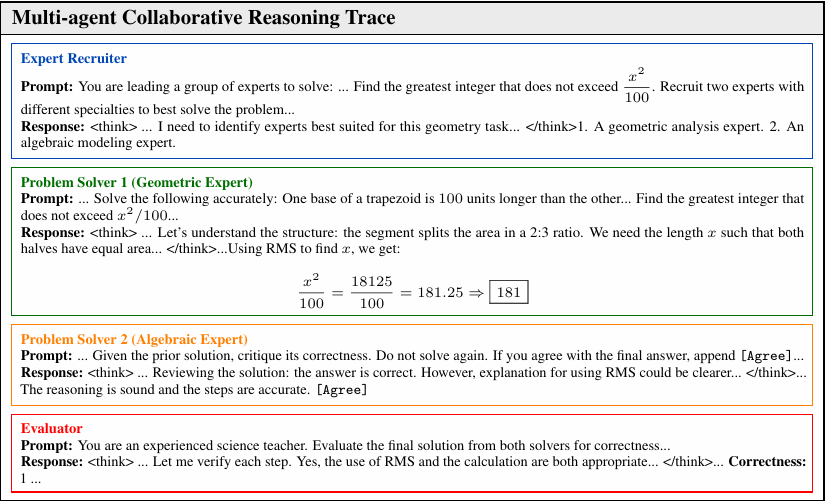 Multi-agent Collaborative Reasoning Trace
Expert Recruiter
Prompt: You are leading a group of experts to solve: ... Find the greatest integer that does not exceed x²/100. Recruit two experts with
different specialties to best solve the problem...
Response: <think> ... I need to identify experts best suited for this geometry task... </think>1. A geometric analysis expert. 2. An
algebraic modeling expert.
Problem Solver 1 (Geometric Expert)
Prompt: ... Solve the following accurately: One base of a trapezoid is 100 units longer than the other... Find the greatest integer that
does not exceed x²/100...
Response: <think> ... Let's understand the structure: the segment splits the area in a 2:3 ratio. We need the length x such that both
halves have equal area... </think>...Using RMS to find x, we get:
x²/100 = 18125/100 = 181.25 ⇒ 181
Problem Solver 2 (Algebraic Expert)
Prompt: ... Given the prior solution, critique its correctness. Do not solve again. If you agree with the final answer, append [Agree]...
Response: <think> ... Reviewing the solution: the answer is correct. However, explanation for using RMS could be clearer... </think>...
The reasoning is sound and the steps are accurate. [Agree]
Evaluator
Prompt: You are an experienced science teacher. Evaluate the final solution from both solvers for correctness...
Response: <think> ... Let me verify each step. Yes, the use of RMS and the calculation are both appropriate... </think>... Correctness:
1 ...